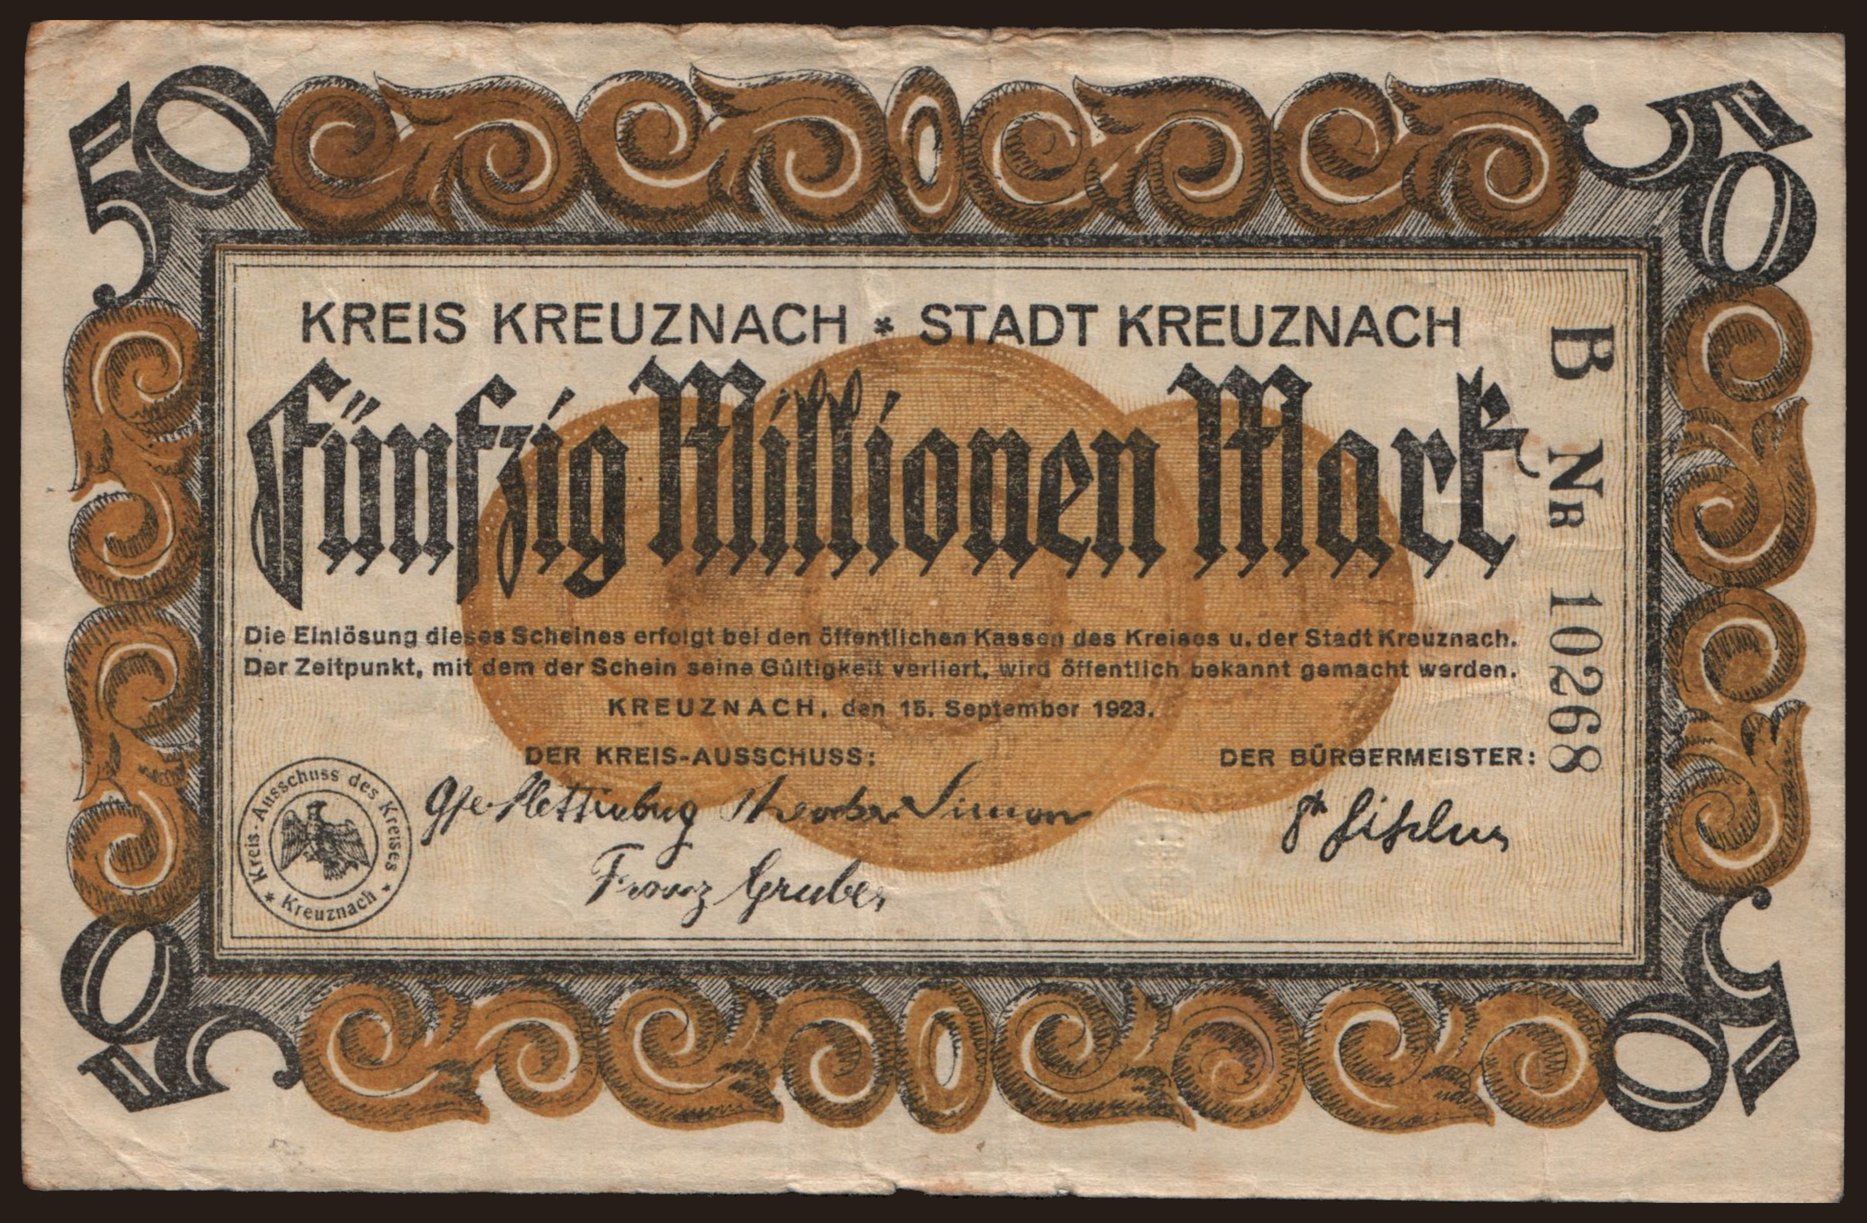 50
50
KREIS KREUZNACH * STADT KREUZNACH
Fünfzig Millionen Mark
B NR 10268
Die Einlösung dieses Scheines erfolgt bei den öffentlichen Kassen des Kreises u. der Stadt Kreuznach.
Der Zeitpunkt, mit dem der Schein seine Gültigkeit verliert, wird öffentlich bekannt gemacht werden.
KREUZNACH, den 15. September 1923.
DER KREIS-AUSSCHUSS:
DER BÜRGERMEISTER:
Simon
Franz Gruber
* Kreis-Ausschuss des Kreises * Kreuznach
50
50